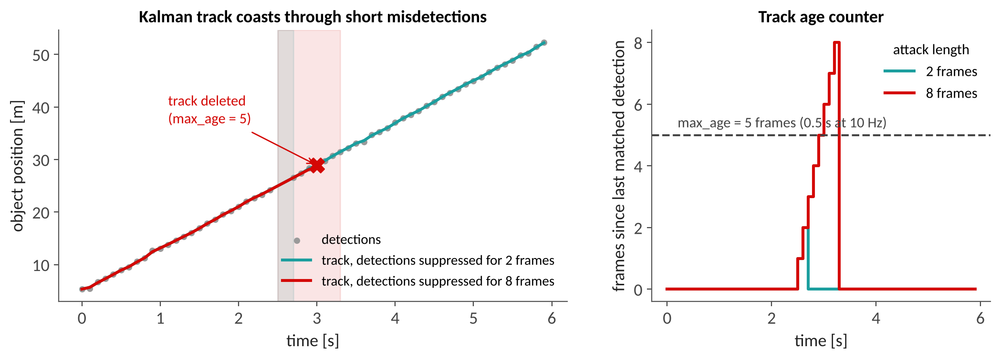 Kalman track coasts through short misdetections
object position [m]
50
40
30
20
10
track deleted
(max_age = 5)
detections
track, detections suppressed for 2 frames
track, detections suppressed for 8 frames
0 1 2 3 4 5 6
time [s]
Track age counter
frames since last matched detection
8
6
4
2
0
attack length
2 frames
8 frames
max_age = 5 frames (0.5 s at 10 Hz)
0 2 4 6
time [s]